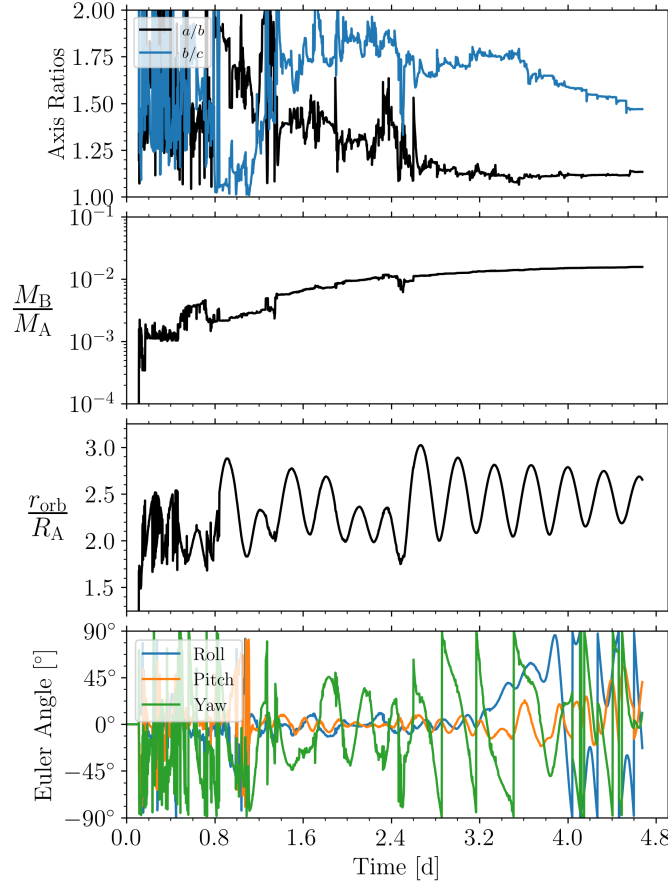 2.00
1.75
1.50
1.25
1.00
Axis Ratios
a/b
b/c
10⁻¹
10⁻²
10⁻³
10⁻⁴
M_B
M_A
3.0
2.5
2.0
1.5
r_orb
R_A
90°
45°
0°
−45°
−90°
Euler Angle [°]
Roll
Pitch
Yaw
0.0 0.8 1.6 2.4 3.2 4.0 4.8
Time [d]